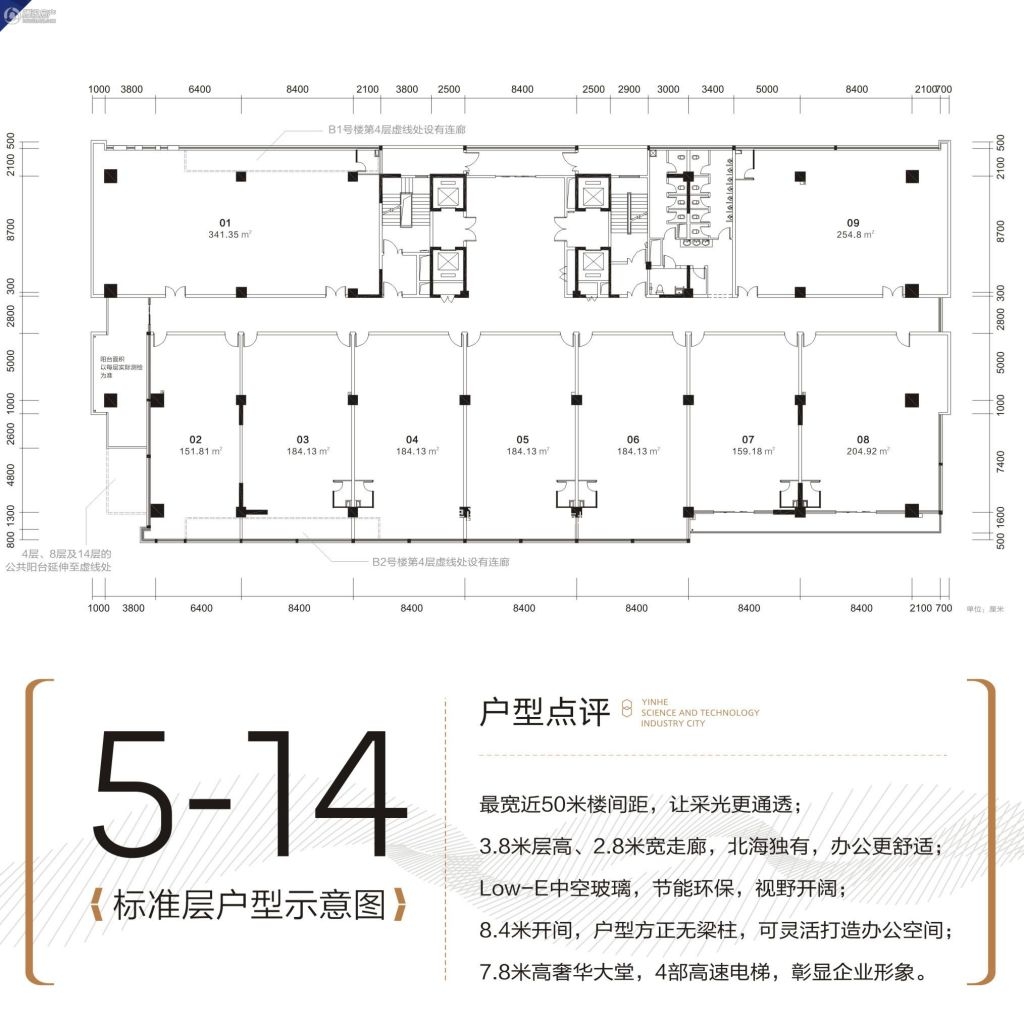 1000 3800 6400 8400 2100 3800 2500 8400 2500 2900 3000 3400 5000 8400 2100 700
B1号楼第4层虚线处设有连廊
500
2100
8700
300
2800
5000
1000
2600
4800
1300
800
01
341.35 m²
09
254.8 m²
阳台面积
以每层实际测绘
为准
02
151.81 m²
03
184.13 m²
04
184.13 m²
05
184.13 m²
06
184.13 m²
07
159.18 m²
08
204.92 m²
500
2100
8700
300
2800
5000
1000
7400
1600
500
4层、8层及14层的
公共阳台延伸至虚线处
B2号楼第4层虚线处设有连廊
1000 3800 6400 8400 8400 8400 8400 8400 8400 2100 700
单位：厘米
5-14
标准层户型示意图
户型点评
YINHE
SCIENCE AND TECHNOLOGY
INDUSTRY CITY
最宽近50米楼间距，让采光更通透；
3.8米层高、2.8米宽走廊，北海独有，办公更舒适；
Low-E中空玻璃，节能环保，视野开阔；
8.4米开间，户型方正无梁柱，可灵活打造办公空间；
7.8米高奢华大堂，4部高速电梯，彰显企业形象。